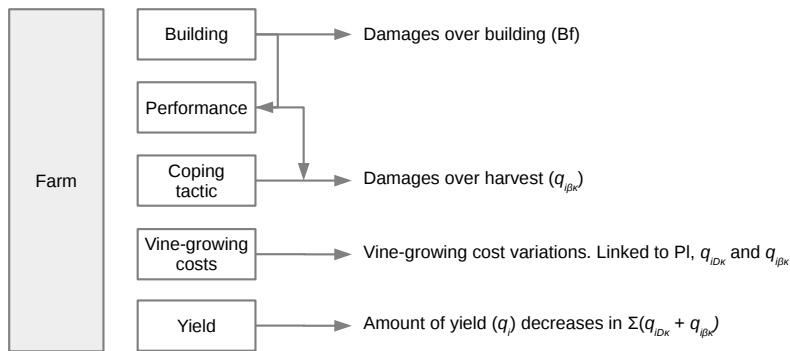 Building
Damages over building (Bf)
Performance
Farm
Coping
tactic
Damages over harvest (qiβκ)
Vine-growing
costs
Vine-growing cost variations. Linked to Pl, qiDκ and qiβκ
Yield
Amount of yield (qi) decreases in Σ(qiDκ + qiβκ)